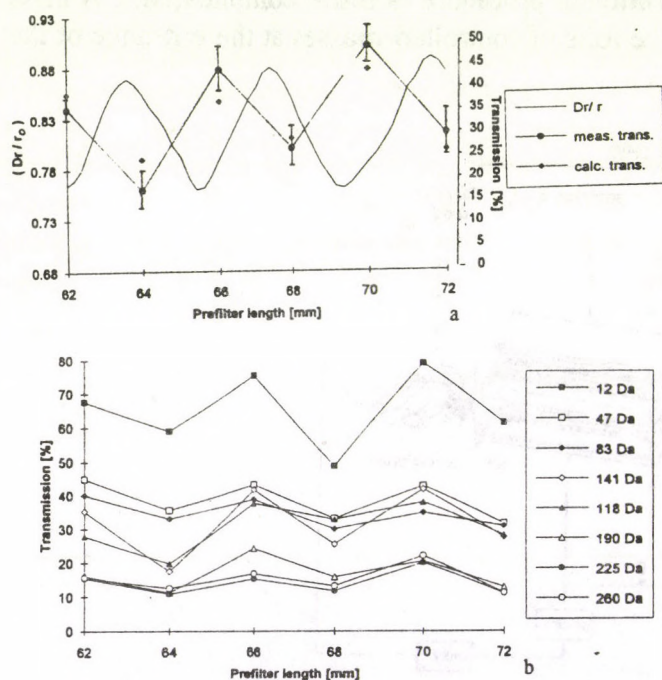 0.93
0.88
0.83
0.78
0.73
0.68
(Dr / ro)
50
45
40
35
30
25
20
15
10
5
0
Transmission [%]
62 64 66 68 70 72
Prefilter length [mm]
a
Dr/ r
meas. trans.
calc. trans.
80
70
60
50
40
30
20
10
0
Transmission [%]
62 64 66 68 70 72
Prefilter length [mm]
b
12 Da
47 Da
83 Da
141 Da
118 Da
190 Da
225 Da
260 Da